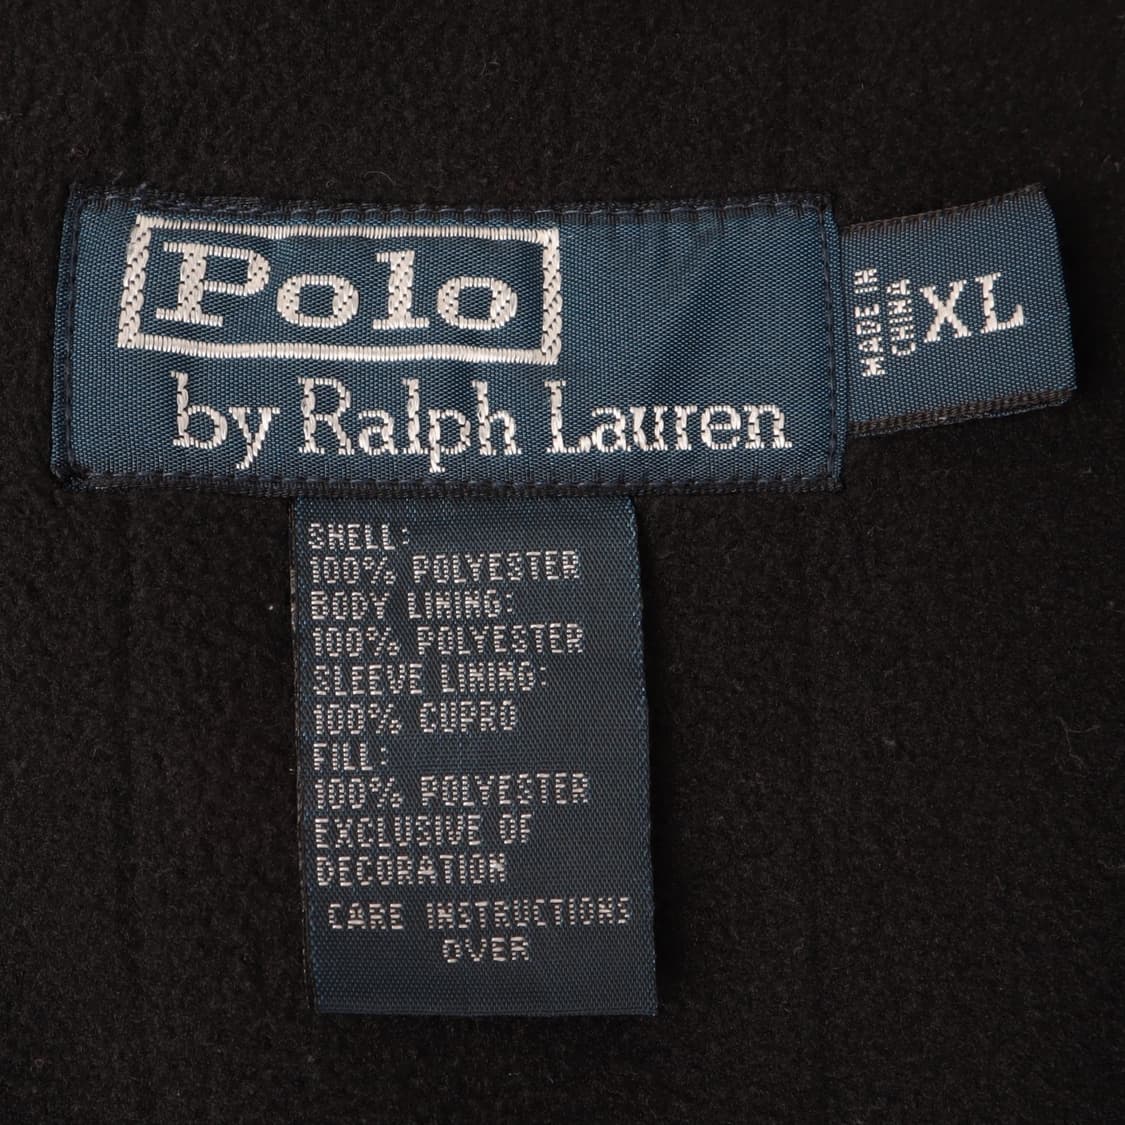 Polo
by Ralph Lauren
MADE IN
CHINA
XL
SHELL:
100% POLYESTER
BODY LINING:
100% POLYESTER
SLEEVE LINING:
100% CUPRO
FILL:
100% POLYESTER
EXCLUSIVE OF
DECORATION
CARE INSTRUCTIONS
OVER